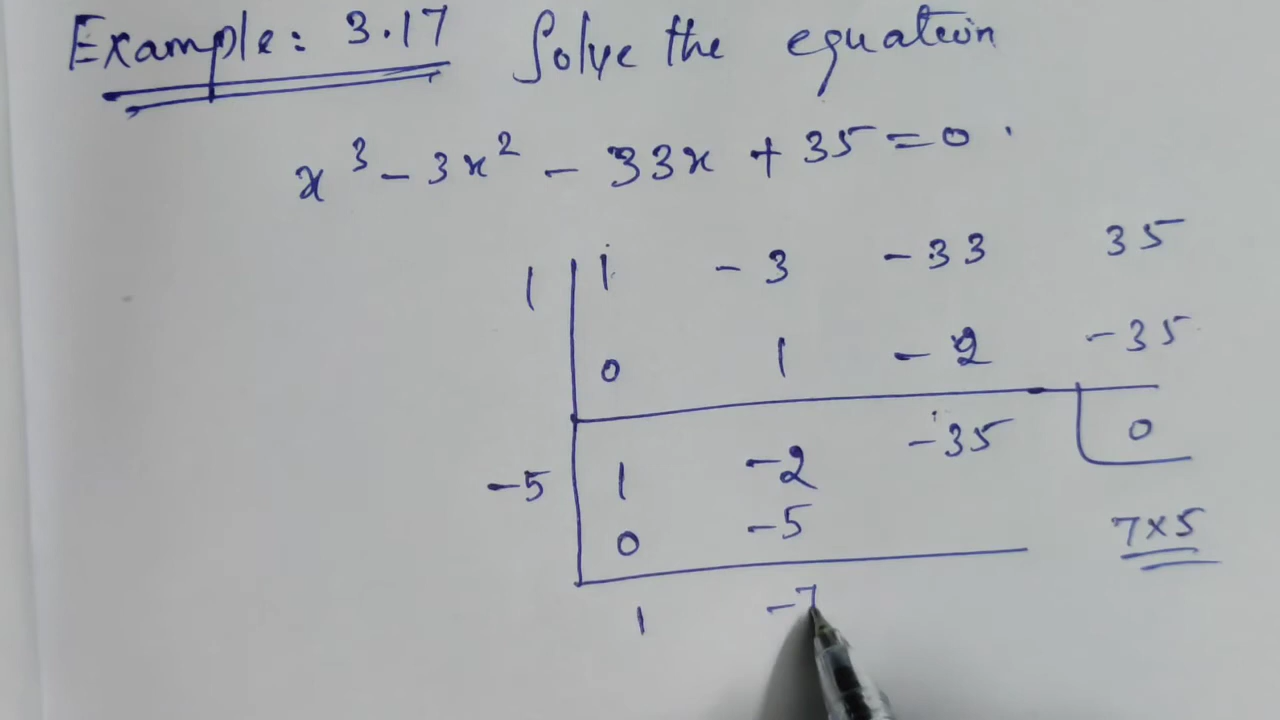 Example: 3.17 Solve the equation
x³ - 3x² - 33x + 35 = 0.
1 | 1 -3 -33 35
0 1 -2 -35
1 -2 -35 0
-5 | 0 -5 7×5
1 -7